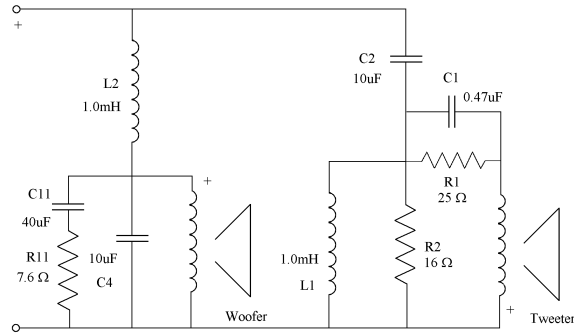 +
C2
10uF
C1
0.47uF
L2
1.0mH
R1
25 Ω
C11
40uF
+
R11
7.6 Ω
10uF
C4
1.0mH
L1
R2
16 Ω
Woofer
+
Tweeter